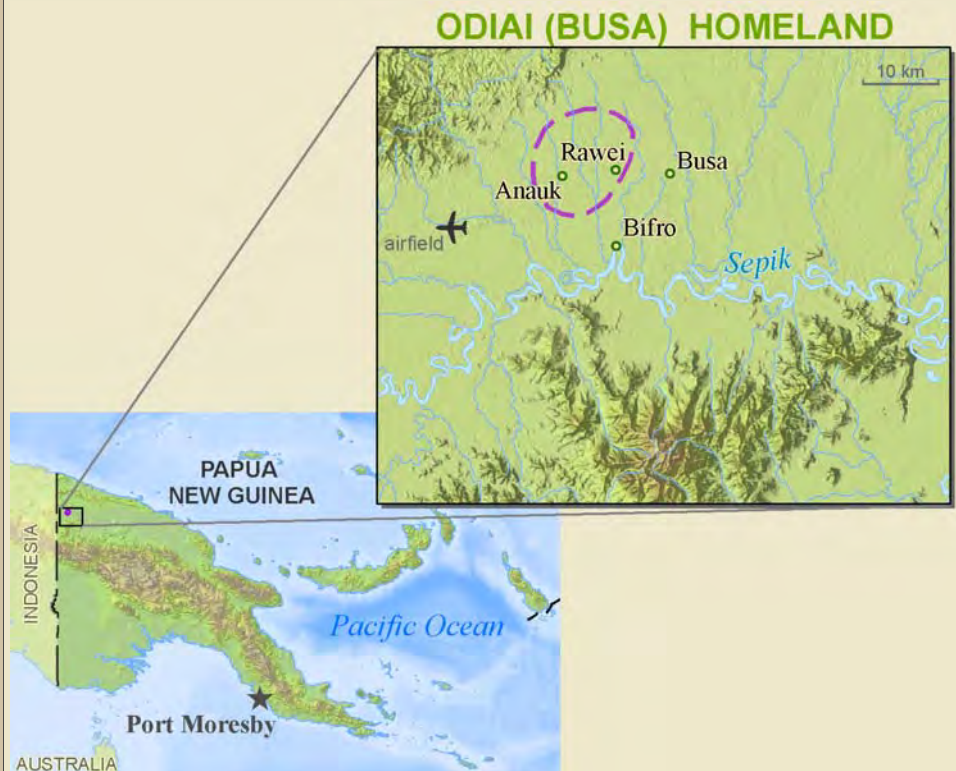 ODIAI (BUSA) HOMELAND
10 km
Rawei
Busa
Anauk
Bifro
airfield
Sepik
PAPUA
NEW GUINEA
INDONESIA
Pacific Ocean
Port Moresby
AUSTRALIA